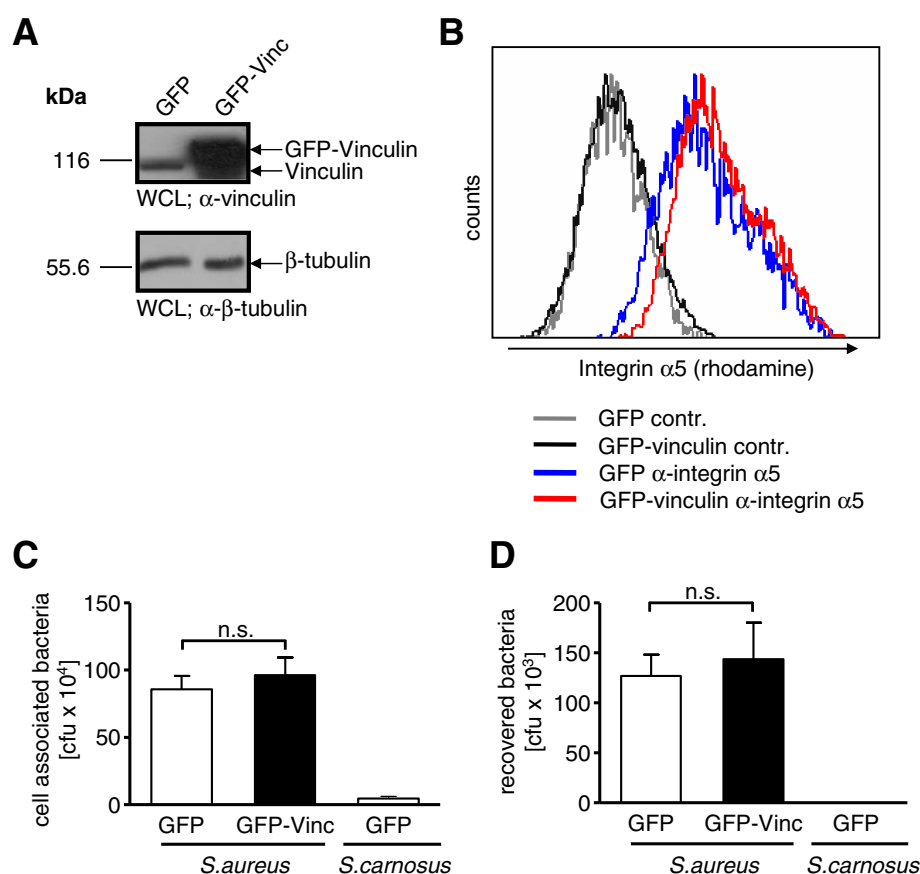 A
kDa
GFP
GFP-Vinc
116
GFP-Vinculin
Vinculin
WCL; α-vinculin
55.6
β-tubulin
WCL; α-β-tubulin
B
counts
Integrin α5 (rhodamine)
GFP contr.
GFP-vinculin contr.
GFP α-integrin α5
GFP-vinculin α-integrin α5
C
cell associated bacteria
[cfu x 10⁴]
150
100
50
0
n.s.
GFP
GFP-Vinc
GFP
S.aureus
S.carnosus
D
recovered bacteria
[cfu x 10³]
200
150
100
50
0
n.s.
GFP
GFP-Vinc
GFP
S.aureus
S.carnosus